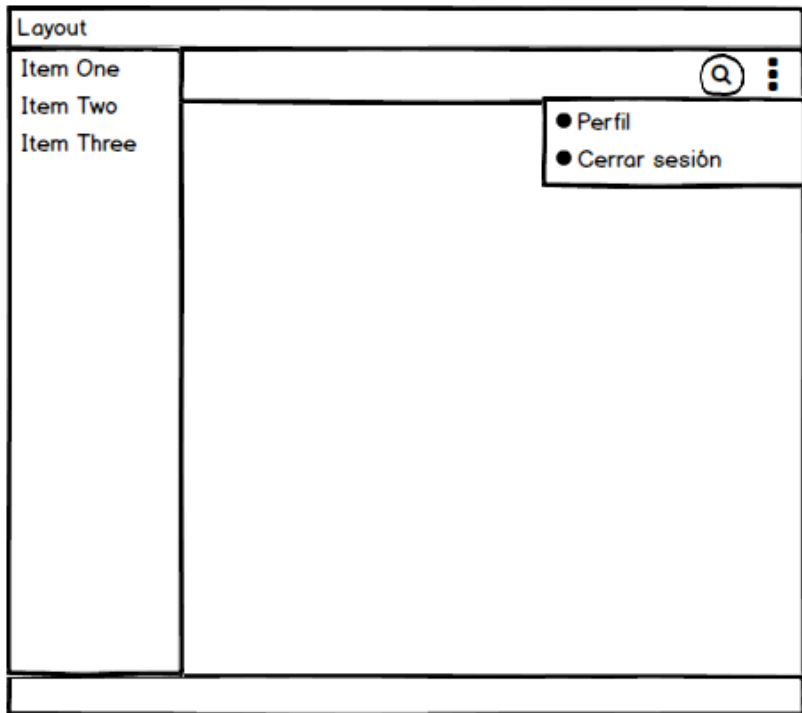 Layout
Item One
Item Two
Item Three
Perfil
Cerrar sesión